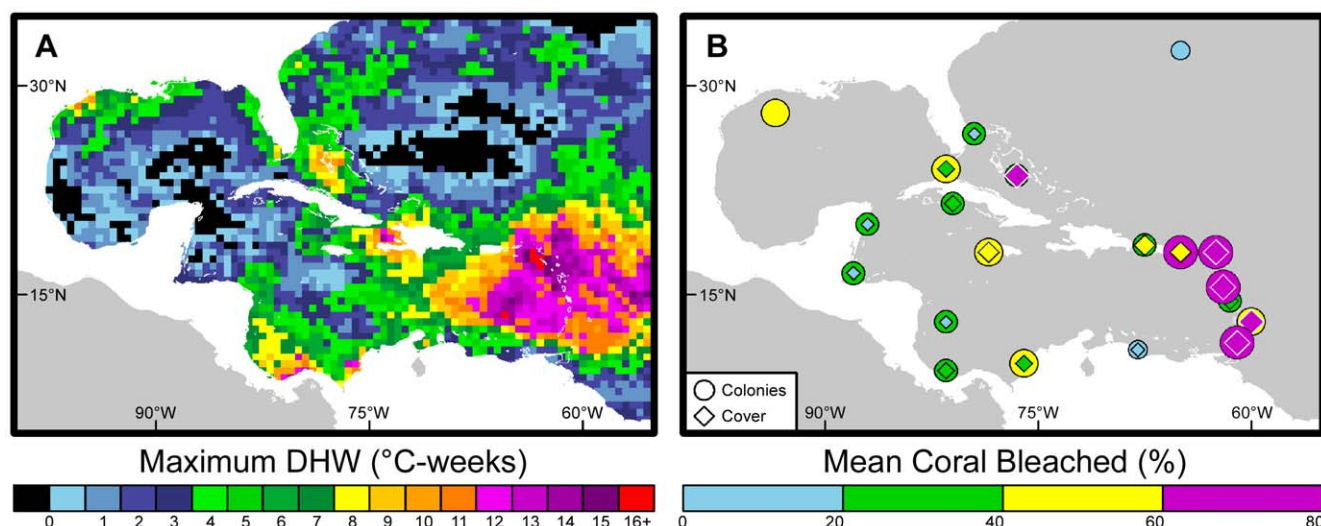 A
30°N
15°N
90°W 75°W 60°W
B
30°N
15°N
Colonies
Cover
90°W 75°W 60°W
Maximum DHW (°C-weeks)
0 1 2 3 4 5 6 7 8 9 10 11 12 13 14 15 16+
Mean Coral Bleached (%)
0 20 40 60 80